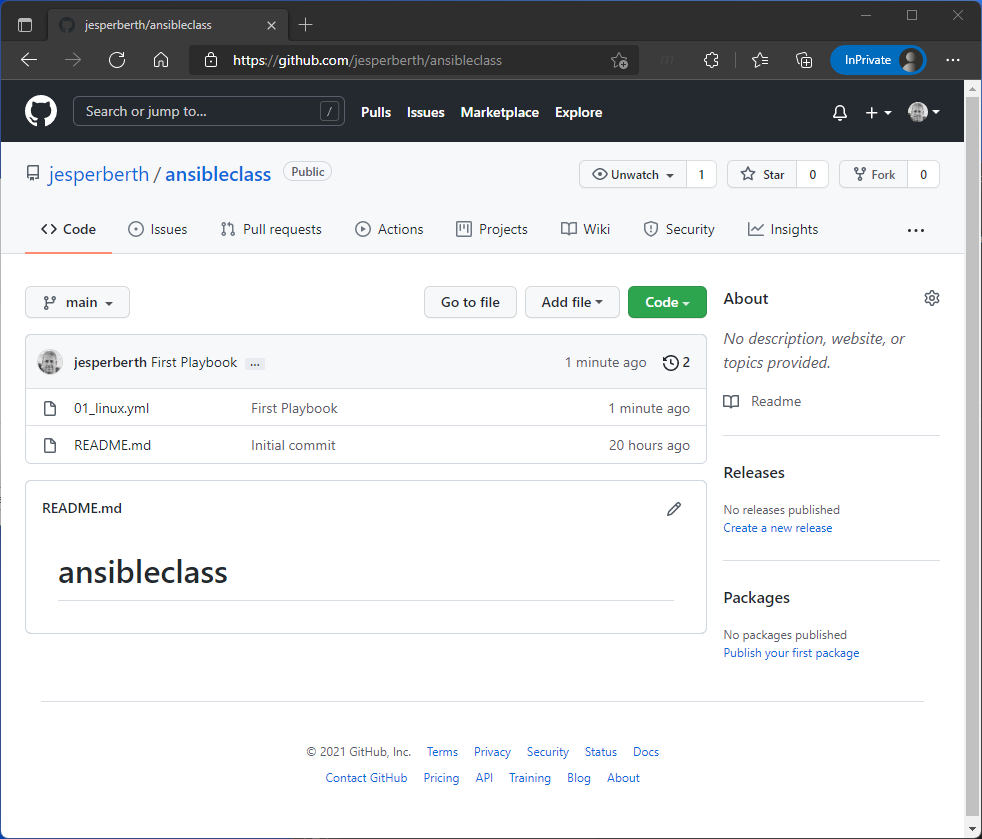 jesperberth/ansibleclass
https://github.com/jesperberth/ansibleclass
InPrivate
Search or jump to... /
Pulls Issues Marketplace Explore
jesperberth / ansibleclass Public
Unwatch 1 Star 0 Fork 0
Code Issues Pull requests Actions Projects Wiki Security Insights ...
main Go to file Add file Code
About
No description, website, or
topics provided.
Readme
jesperberth First Playbook ... 1 minute ago 2
01_linux.yml First Playbook 1 minute ago
README.md Initial commit 20 hours ago
README.md
ansibleclass
Releases
No releases published
Create a new release
Packages
No packages published
Publish your first package
© 2021 GitHub, Inc. Terms Privacy Security Status Docs
Contact GitHub Pricing API Training Blog About